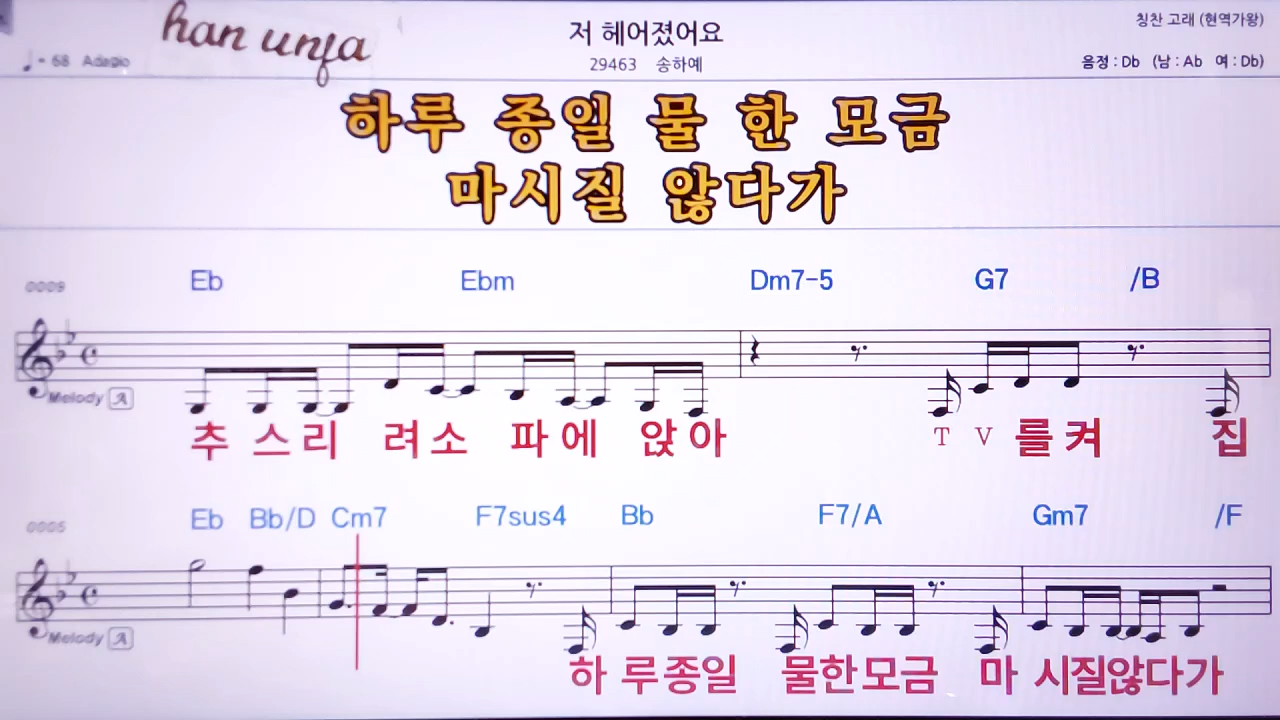 han unja
저 헤어졌어요
칭찬 고래 (현역가왕)
♩= 68 Adagio
29463 송하예
음정 : Db (남 : Ab 여 : Db)
하루 종일 물 한 모금
마시질 않다가
0009
Eb Ebm Dm7-5 G7 /B
Melody A
추 스리 려소 파에 앉아 TV를켜 집
0005
Eb Bb/D Cm7 F7sus4 Bb F7/A Gm7 /F
Melody A
하 루종일 물한모금 마 시질않다가